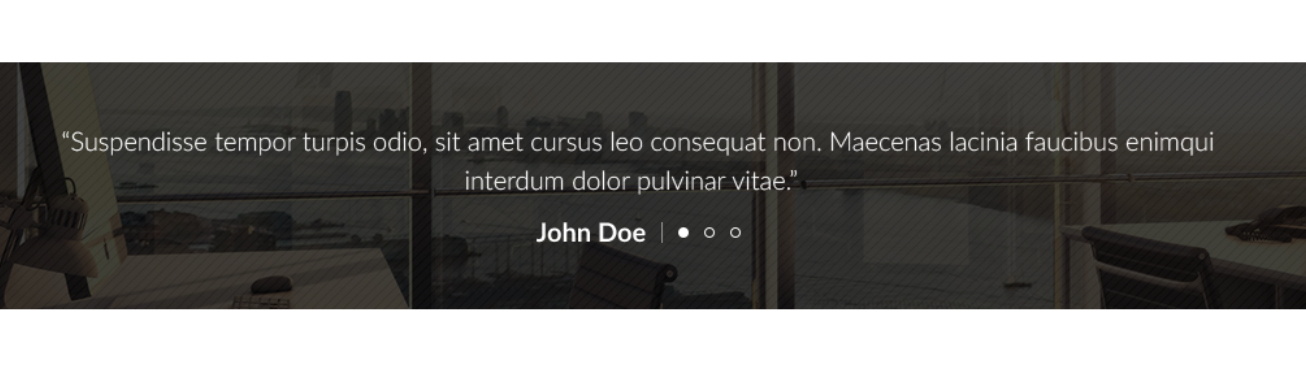 “Suspendisse tempor turpis odio, sit amet cursus leo consequat non. Maecenas lacinia faucibus enimqui
interdum dolor pulvinar vitae.”
John Doe